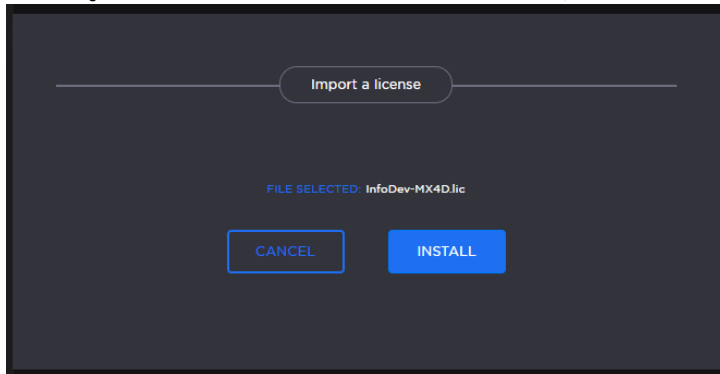 Import a license
FILE SELECTED: InfoDev-MX4D.lic
CANCEL
INSTALL